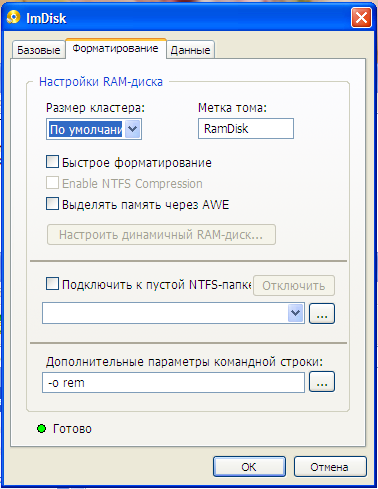 ImDisk
Базовые Форматирование Данные
Настройки RAM-диска
Размер кластера: Метка тома:
По умолчани RamDisk
Быстрое форматирование
Enable NTFS Compression
Выделять память через AWE
Настроить динамичный RAM-диск...
Подключить к пустой NTFS-папке Отключить
...
Дополнительные параметры командной строки:
-o rem ...
Готово
OK Отмена